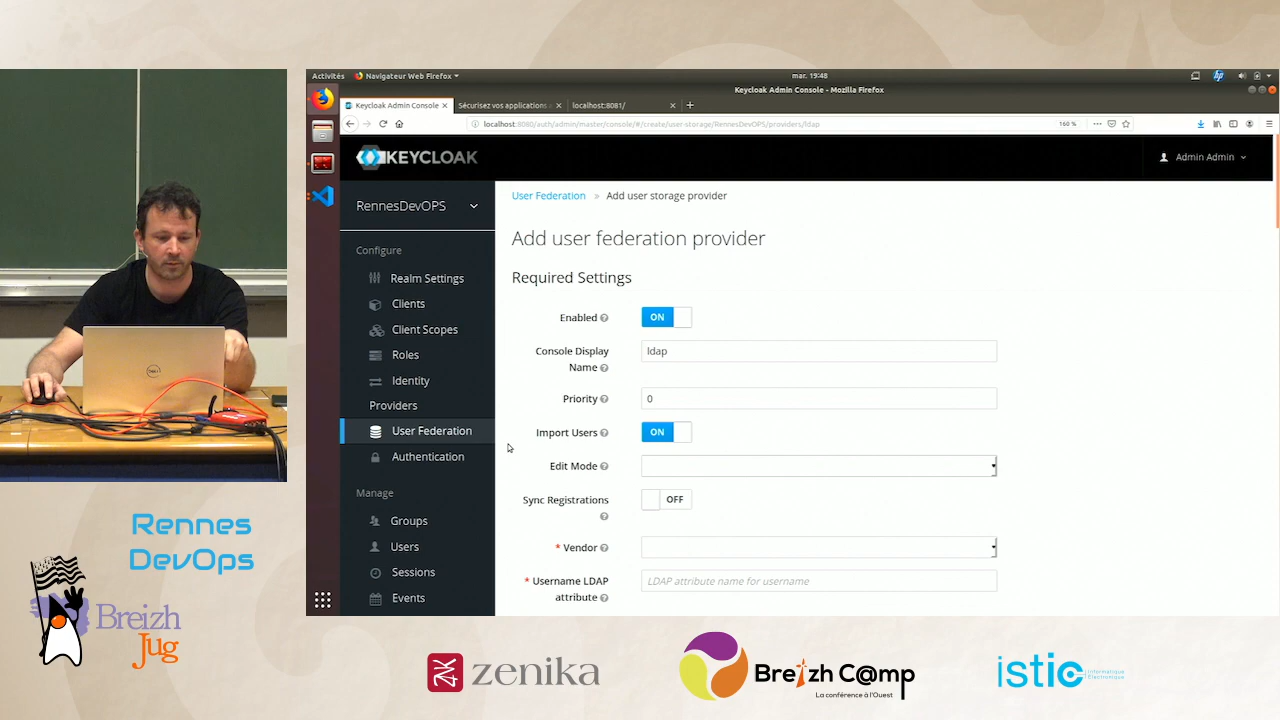 Activités
Navigateur Web Firefox
mar. 19:48
Keycloak Admin Console - Mozilla Firefox
Keycloak Admin Console
Sécurisez vos applications
localhost:8081/
localhost:8080/auth/admin/master/console/#/create/user-storage/RennesDevOPS/providers/ldap
160 %
KEYCLOAK
Admin Admin
RennesDevOPS
Configure
Realm Settings
Clients
Client Scopes
Roles
Identity
Providers
User Federation
Authentication
Manage
Groups
Users
Sessions
Events
User Federation » Add user storage provider
Add user federation provider
Required Settings
Enabled
ON
Console Display
Name
ldap
Priority
0
Import Users
ON
Edit Mode
Sync Registrations
OFF
* Vendor
* Username LDAP
attribute
LDAP attribute name for username
Rennes
DevOps
Breizh
Jug
zenika
Breizh C@mp
La conférence à l'Ouest
istic
Informatique
Electronique